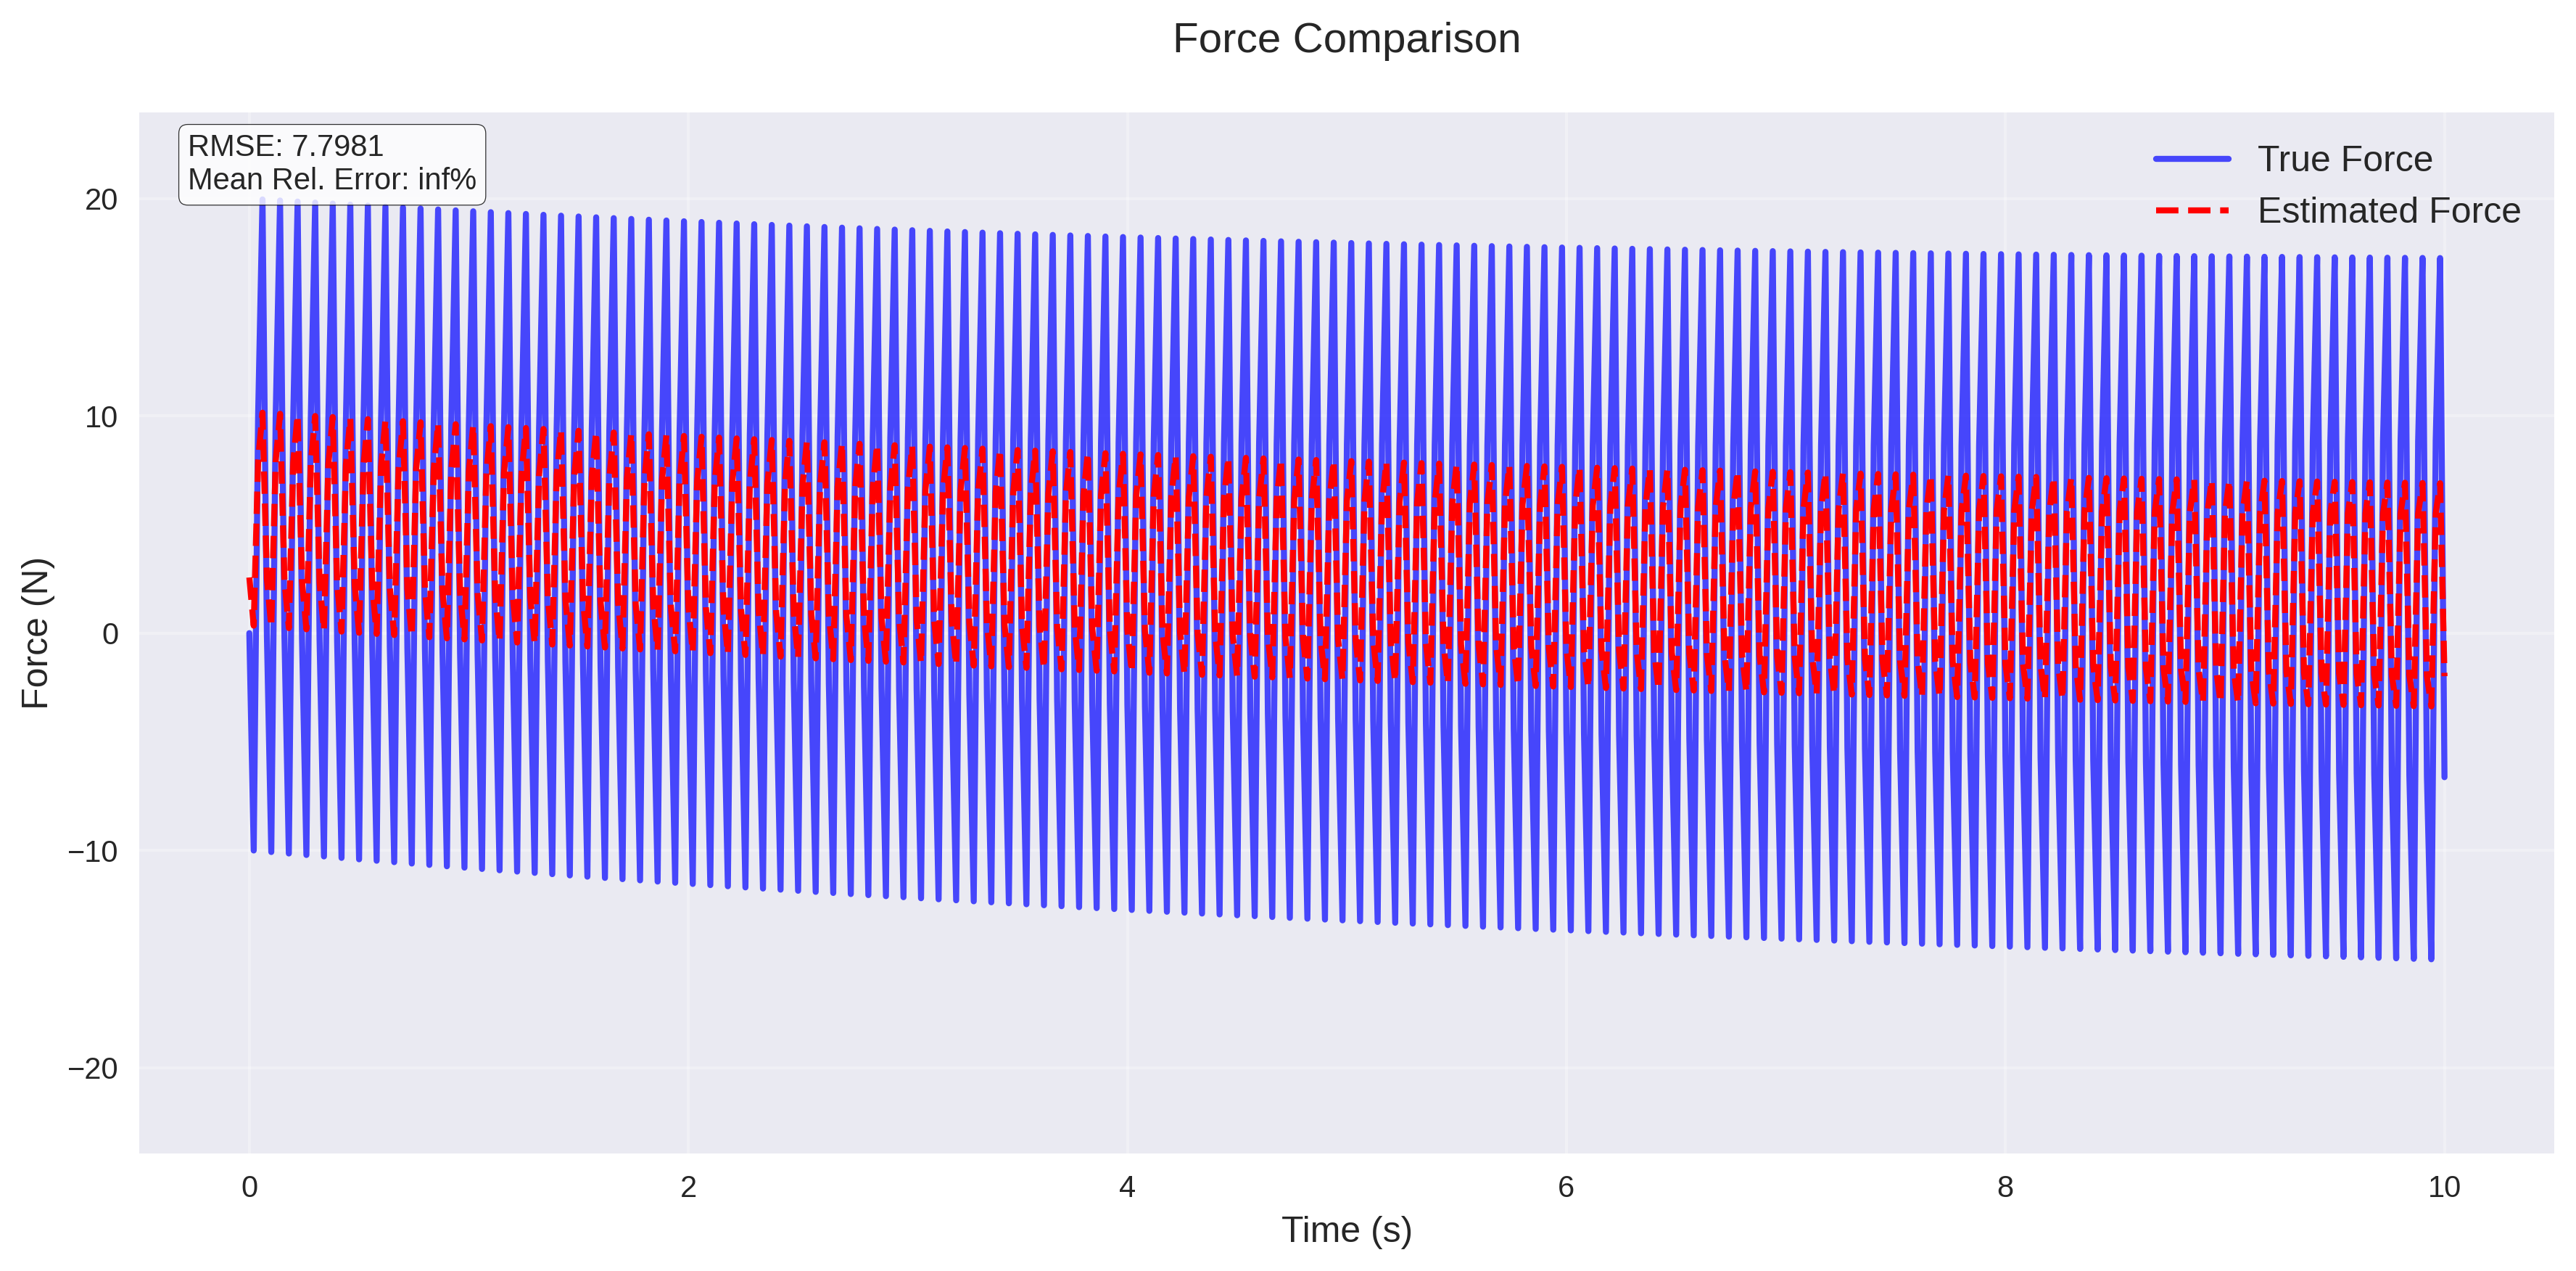 Force Comparison
RMSE: 7.7981
Mean Rel. Error: inf%
True Force
Estimated Force
20
10
0
−10
−20
Force (N)
0 2 4 6 8 10
Time (s)